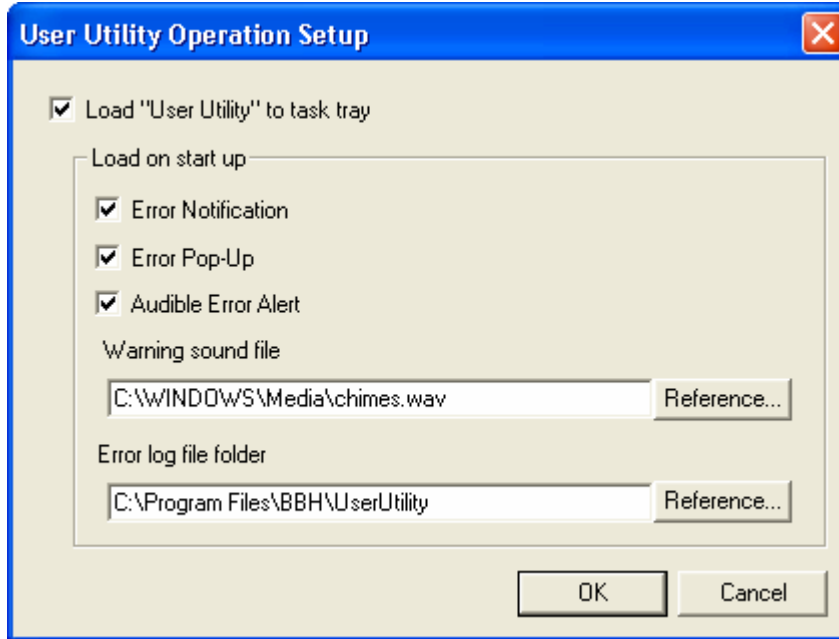 User Utility Operation Setup
Load "User Utility" to task tray
Load on start up
Error Notification
Error Pop-Up
Audible Error Alert
Warning sound file
C:\WINDOWS\Media\chimes.wav Reference...
Error log file folder
C:\Program Files\BBH\UserUtility Reference...
OK Cancel